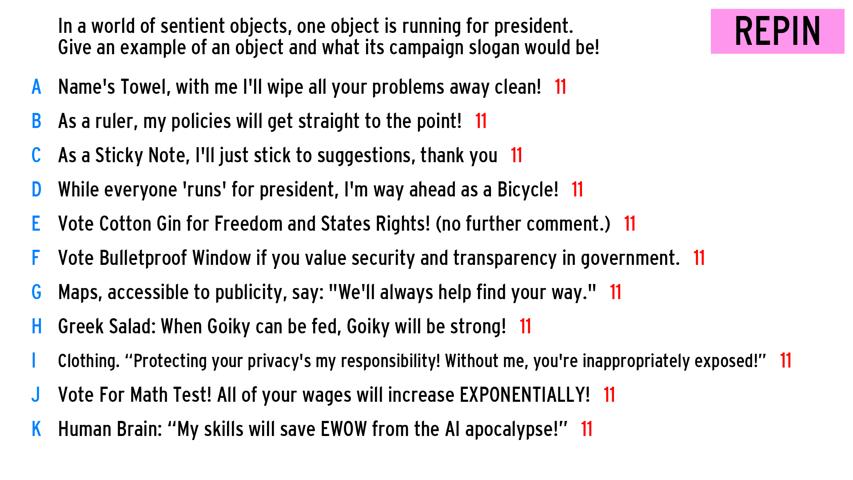 In a world of sentient objects, one object is running for president.
Give an example of an object and what its campaign slogan would be!
REPIN
A Name's Towel, with me I'll wipe all your problems away clean! 11
B As a ruler, my policies will get straight to the point! 11
C As a Sticky Note, I'll just stick to suggestions, thank you 11
D While everyone 'runs' for president, I'm way ahead as a Bicycle! 11
E Vote Cotton Gin for Freedom and States Rights! (no further comment.) 11
F Vote Bulletproof Window if you value security and transparency in government. 11
G Maps, accessible to publicity, say: "We'll always help find your way." 11
H Greek Salad: When Goiky can be fed, Goiky will be strong! 11
I Clothing. “Protecting your privacy's my responsibility! Without me, you're inappropriately exposed!” 11
J Vote For Math Test! All of your wages will increase EXPONENTIALLY! 11
K Human Brain: “My skills will save EWOW from the AI apocalypse!” 11